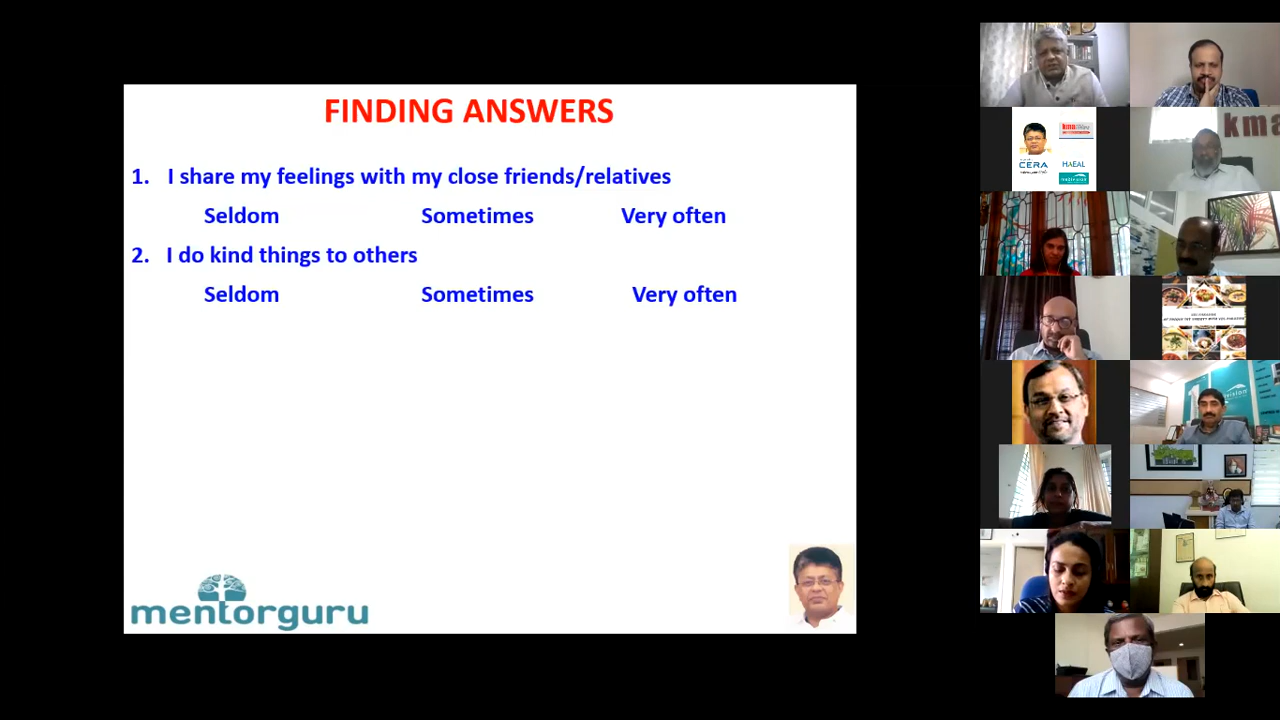 FINDING ANSWERS
1. I share my feelings with my close friends/relatives
Seldom Sometimes Very often
2. I do kind things to others
Seldom Sometimes Very often
mentorguru
kma
CERA
HAEAL